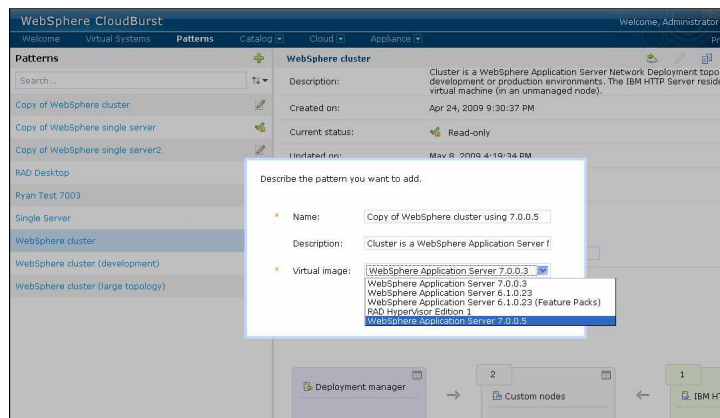 WebSphere CloudBurst
Welcome, Administrator
Welcome Virtual Systems Patterns Catalog Cloud Appliance
Patterns
Search...
Copy of WebSphere cluster
Copy of WebSphere single server
Copy of WebSphere single server2
RAD Desktop
Ryan Test 7003
Single Server
WebSphere cluster
WebSphere cluster (development)
WebSphere cluster (large topology)
WebSphere cluster
Description:
Cluster is a WebSphere Application Server Network Deployment topo
development or production environments. The IBM HTTP Server reside
virtual machine (in an unmanaged node).
Created on: Apr 24, 2009 9:30:37 PM
Current status: Read-only
Updated on: May 8, 2009 4:19:34 PM
Describe the pattern you want to add.
* Name: Copy of WebSphere cluster using 7.0.0.5
Description: Cluster is a WebSphere Application Server
* Virtual image: WebSphere Application Server 7.0.0.3
WebSphere Application Server 7.0.0.3
WebSphere Application Server 6.1.0.23
WebSphere Application Server 6.1.0.23 (Feature Packs)
RAD HyperVisor Edition 1
WebSphere Application Server 7.0.0.5
Deployment manager
2
Custom nodes
1
IBM H